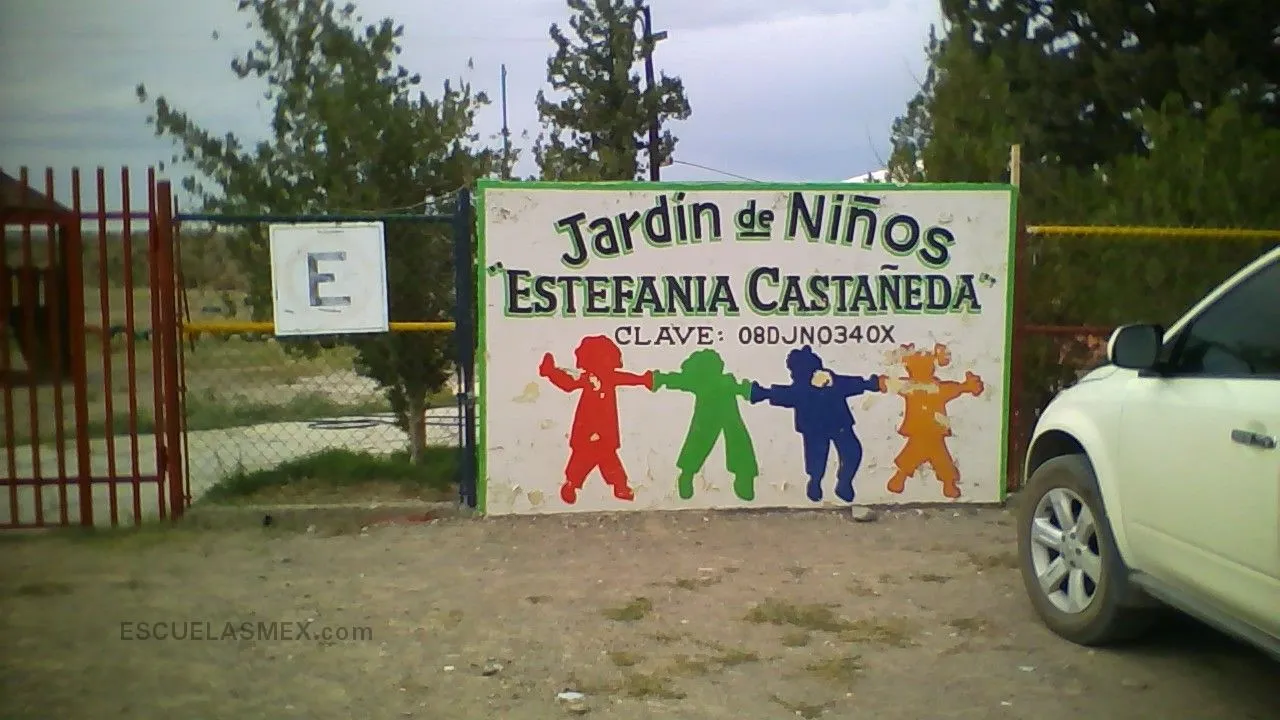 E
Jardín de Niños
"ESTEFANIA CASTAÑEDA"
CLAVE: 08DJN0340X
ESCUELASMEX.com